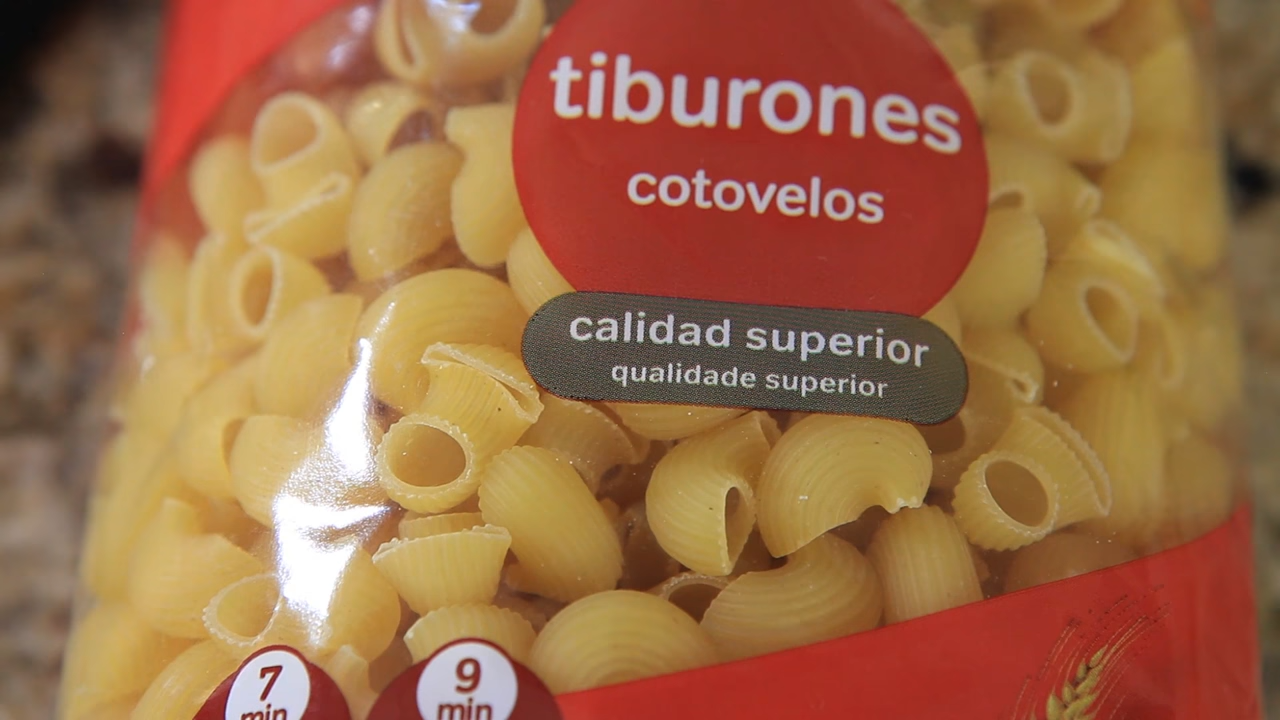 tiburones
cotovelos
calidad superior
qualidade superior
7
min
9
min